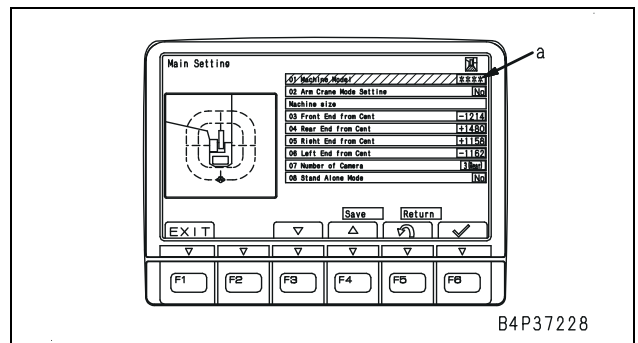 Main Setting
a
01 Machine Model ****
02 Arm Crane Mode Setting No
Machine size
03 Front End from Cent -1214
04 Rear End from Cent +1480
05 Right End from Cent +1158
06 Left End from Cent -1162
07 Number of Camera 3
08 Stand Alone Mode No
Save Return
EXIT
F1 F2 F3 F4 F5 F6
B4P37228